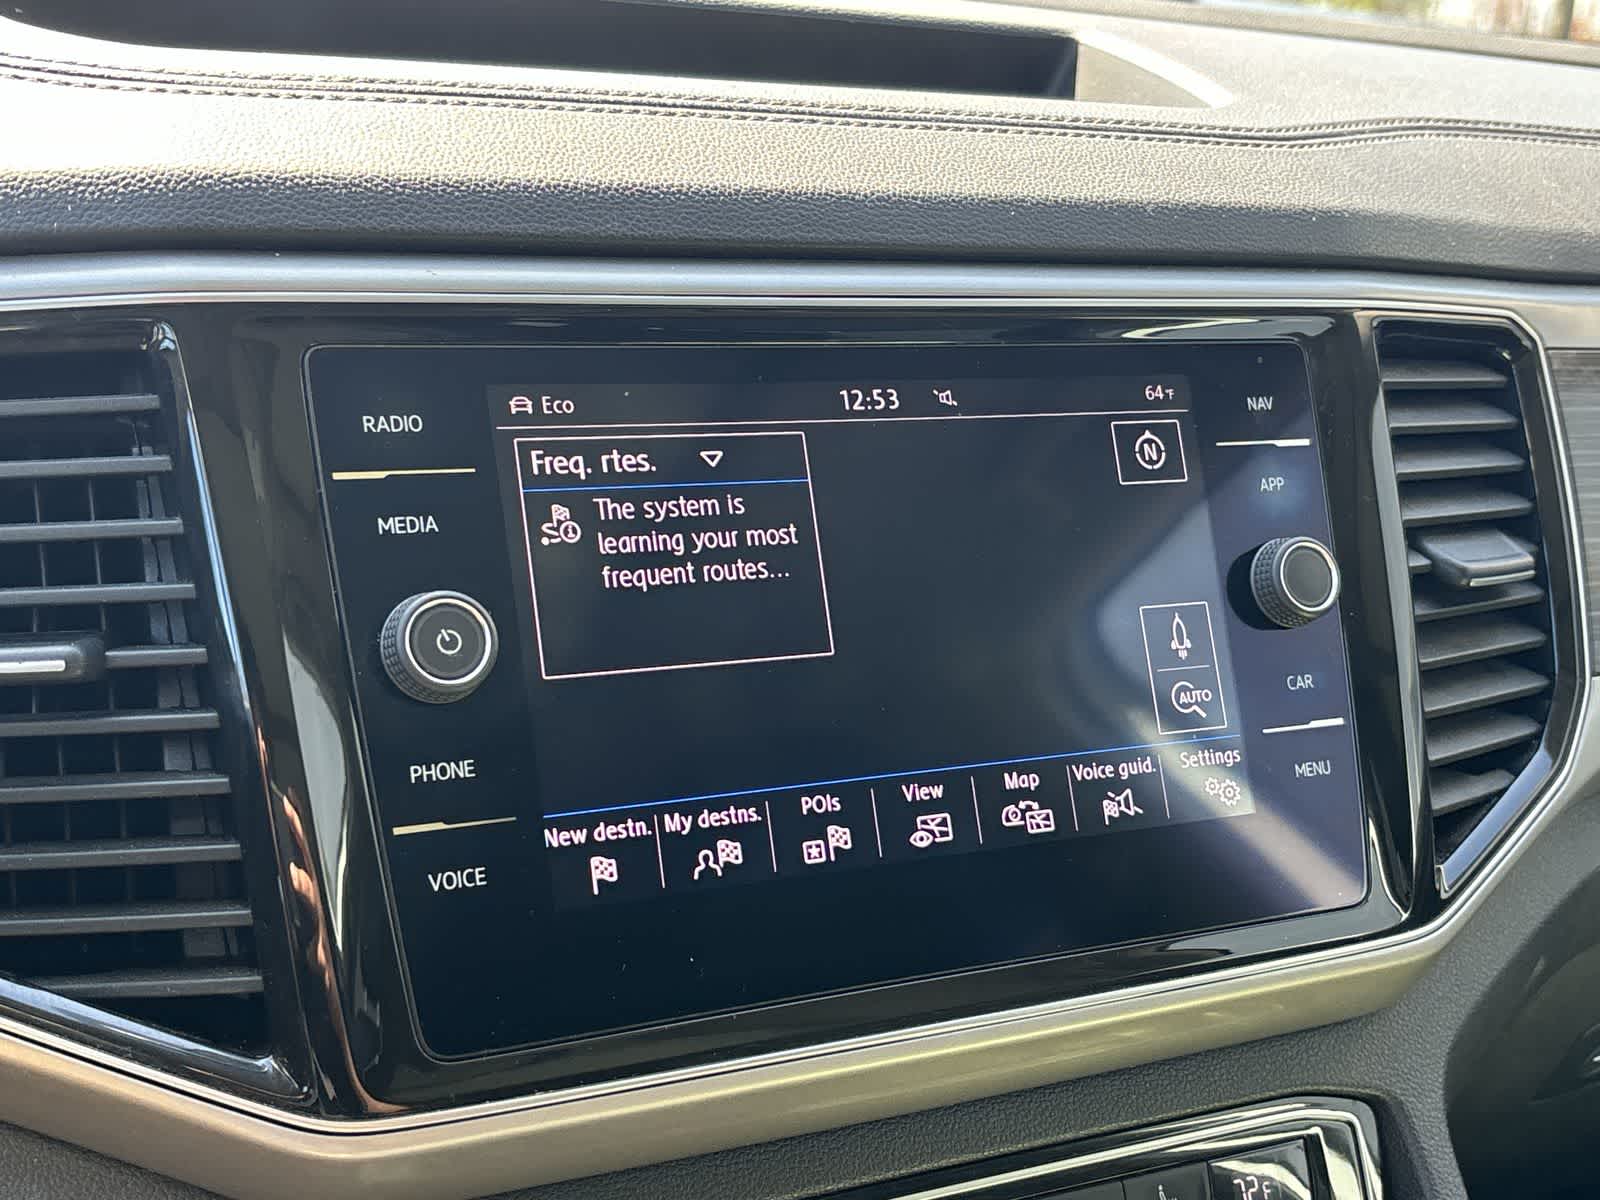 RADIO
MEDIA
PHONE
VOICE
Eco 12:53 64°F
Freq. rtes.
The system is
learning your most
frequent routes...
N
AUTO
New destn. My destns. POIs View Map Voice guid. Settings
NAV
APP
CAR
MENU
72°F